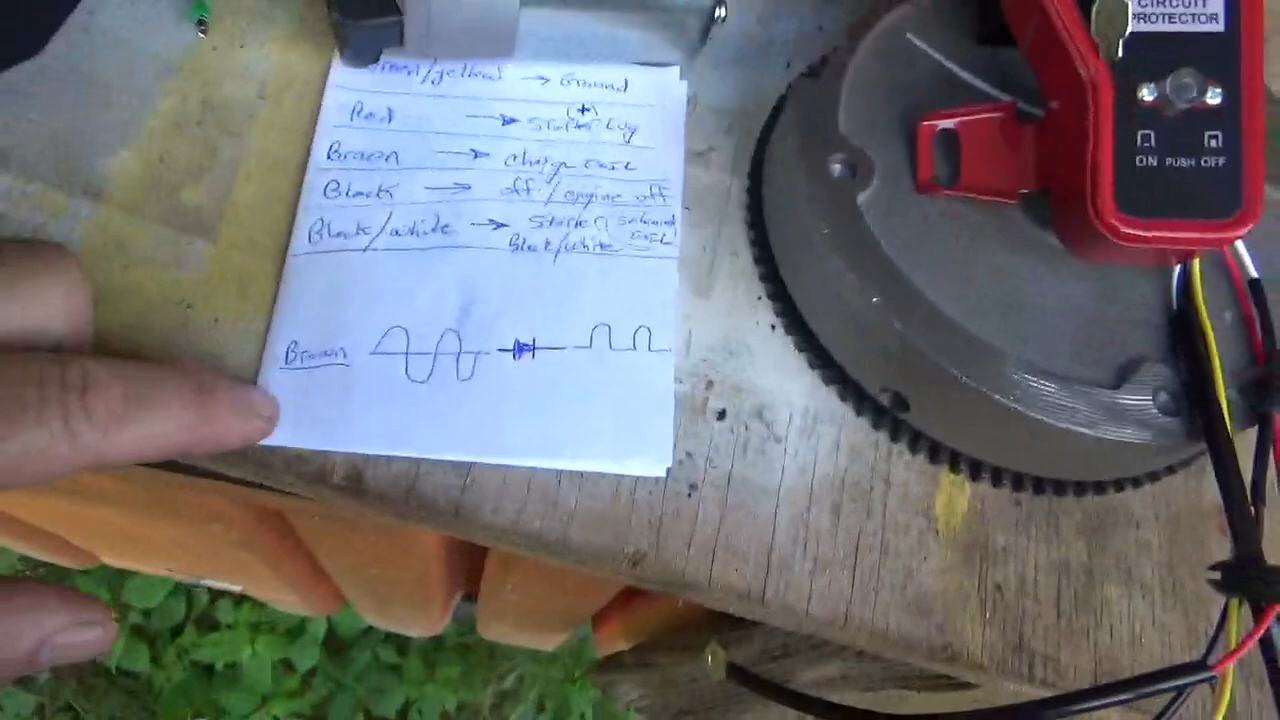 Green/yellow → Ground
Red → Starter Lug (+)
Brown → charge coil
Black → off / engine off
Black/white → Starter solenoid
Black/white coil
Brown
CIRCUIT
PROTECTOR
ON PUSH OFF